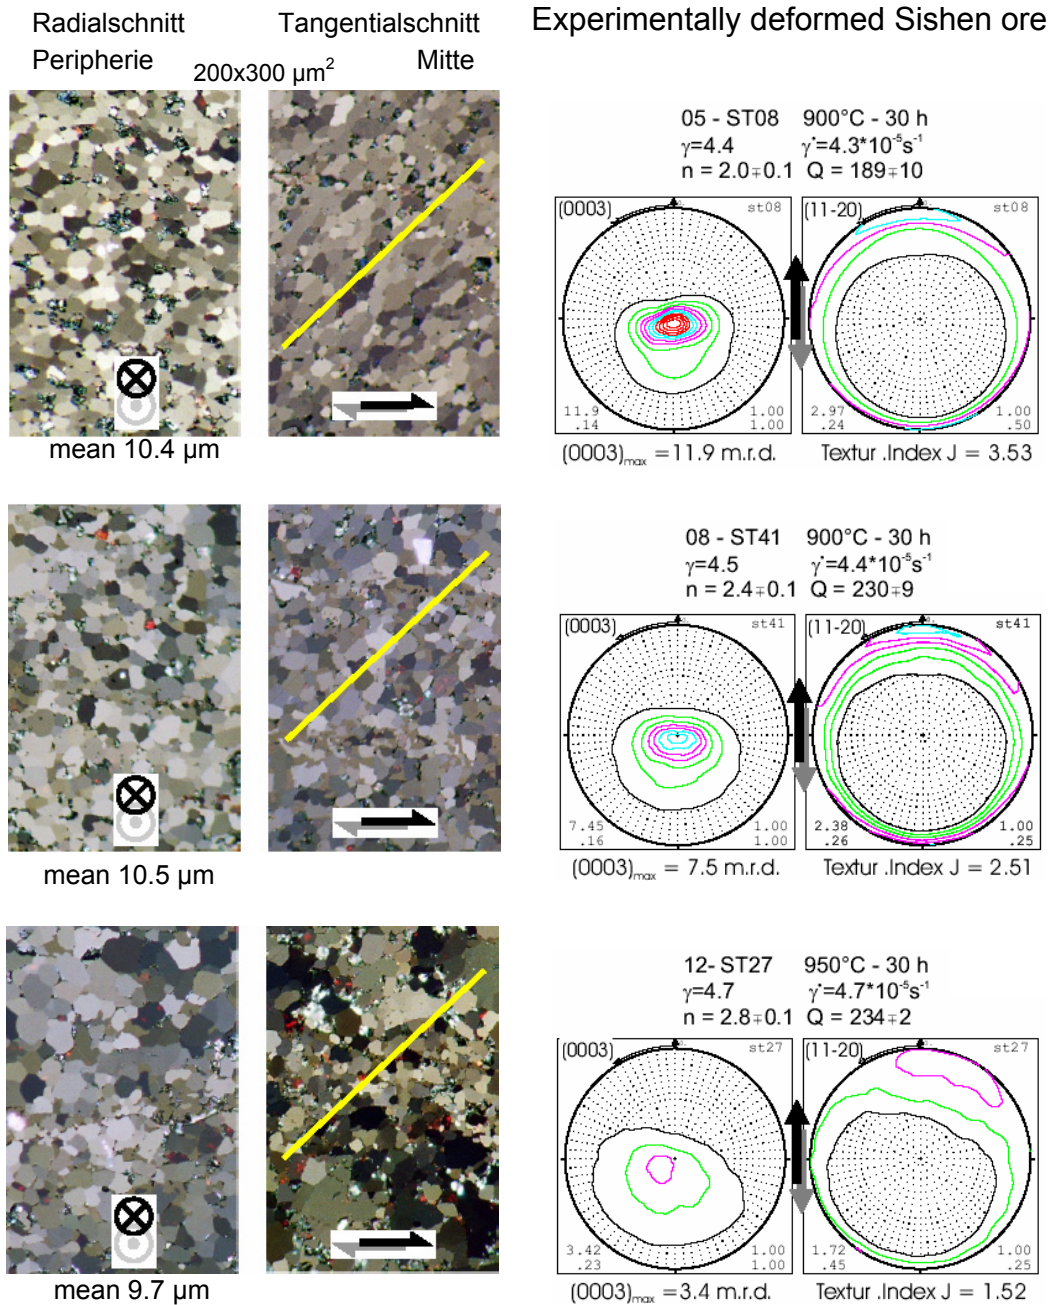 Experimentally deformed Sishen ore
Radialschnitt Tangentialschnitt
Peripherie 200x300 µm² Mitte
mean 10.4 µm
05 - ST08 900°C - 30 h
γ=4.4 γ˙=4.3*10⁻⁵s⁻¹
n = 2.0∓0.1 Q = 189∓10
(0003) st08
11.9 1.00
.14 1.00
(11-20) st08
2.97 1.00
.24 .50
(0003)max =11.9 m.r.d. Textur .Index J = 3.53
mean 10.5 µm
08 - ST41 900°C - 30 h
γ=4.5 γ˙=4.4*10⁻⁵s⁻¹
n = 2.4∓0.1 Q = 230∓9
(0003) st41
7.45 1.00
.16 1.00
(11-20) st41
2.38 1.00
.26 .25
(0003)max = 7.5 m.r.d. Textur .Index J = 2.51
mean 9.7 µm
12- ST27 950°C - 30 h
γ=4.7 γ˙=4.7*10⁻⁵s⁻¹
n = 2.8∓0.1 Q = 234∓2
(0003) st27
3.42 1.00
.23 1.00
(11-20) st27
1.72 1.00
.45 .25
(0003)max =3.4 m.r.d. Textur .Index J = 1.52